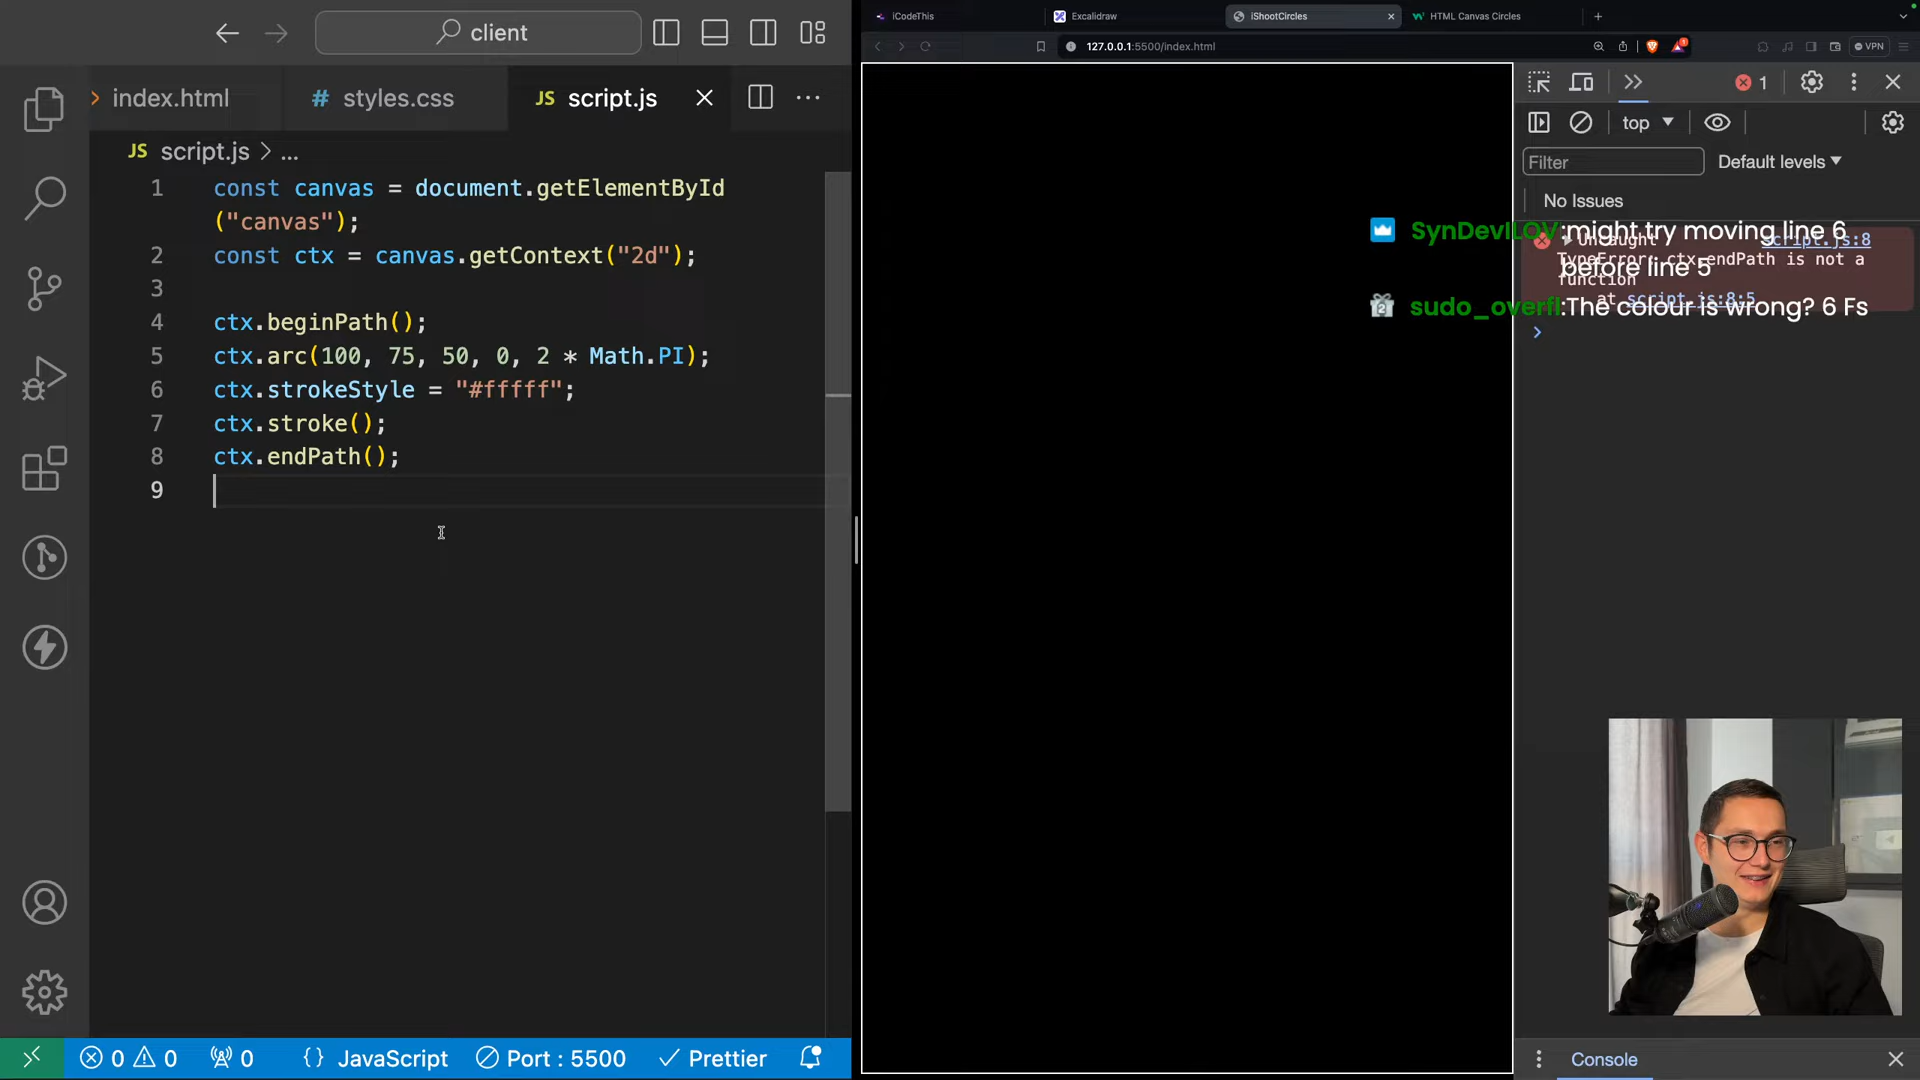 client
iCodeThis
Excalidraw
iShootCircles
HTML Canvas Circles
127.0.0.1:5500/index.html
VPN
index.html
# styles.css
JS script.js
JS script.js > ...
1 const canvas = document.getElementById
("canvas");
2 const ctx = canvas.getContext("2d");
3
4 ctx.beginPath();
5 ctx.arc(100, 75, 50, 0, 2 * Math.PI);
6 ctx.strokeStyle = "#fffff";
7 ctx.stroke();
8 ctx.endPath();
9
1
top
Filter
Default levels
No Issues
SynDevILOV :might try moving line 6
before line 5
sudo_overfl :The colour is wrong? 6 Fs
Uncaught script.js:8
TypeError: ctx.endPath is not a
function
at script.js:8:5
0 0 0 {} JavaScript Port : 5500 Prettier
Console